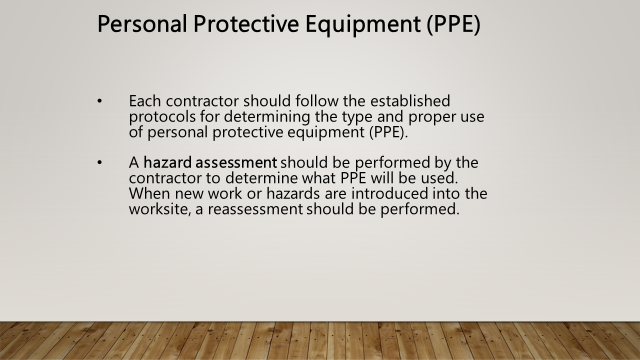 Personal Protective Equipment (PPE)
• Each contractor should follow the established
protocols for determining the type and proper use
of personal protective equipment (PPE).
• A hazard assessment should be performed by the
contractor to determine what PPE will be used.
When new work or hazards are introduced into the
worksite, a reassessment should be performed.